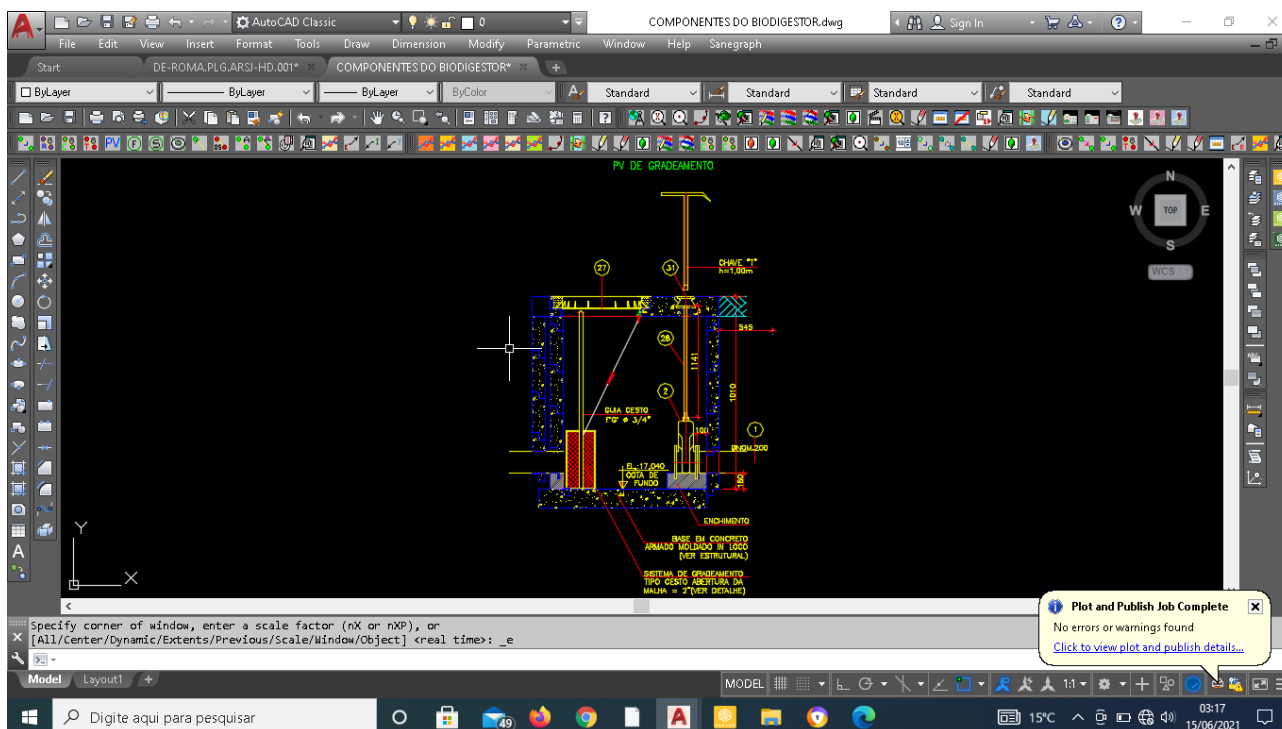 AutoCAD Classic
0
COMPONENTES DO BIODIGESTOR.dwg
Sign In
File Edit View Insert Format Tools Draw Dimension Modify Parametric Window Help Sanegraph
Start
DE-ROMA.PLG.ARSJ-HD.001*
COMPONENTES DO BIODIGESTOR*
ByLayer
ByLayer
ByLayer
ByColor
Standard
Standard
Standard
Standard
PV DE GRADEAMENTO
N
W
TOP
E
S
WCS
CHAVE "T"
h=1,00m
27
31
545
28
1141
1010
2
GUIA CESTO
FºGº ø 3/4"
100
1
DNOM.200
EL.:17,040
COTA DE
FUNDO
160
ENCHIMENTO
BASE EM CONCRETO
ARMADO MOLDADO IN LOCO
(VER ESTRUTURAL)
SISTEMA DE GRADEAMENTO
TIPO CESTO ABERTURA DA
MALHA = 2"(VER DETALHE)
Y
X
Specify corner of window, enter a scale factor (nX or nXP), or
[All/Center/Dynamic/Extents/Previous/Scale/Window/Object] <real time>: _e
Plot and Publish Job Complete
No errors or warnings found
Click to view plot and publish details...
Model Layout1
MODEL
1:1
Digite aqui para pesquisar
49
15°C
03:17
15/06/2021